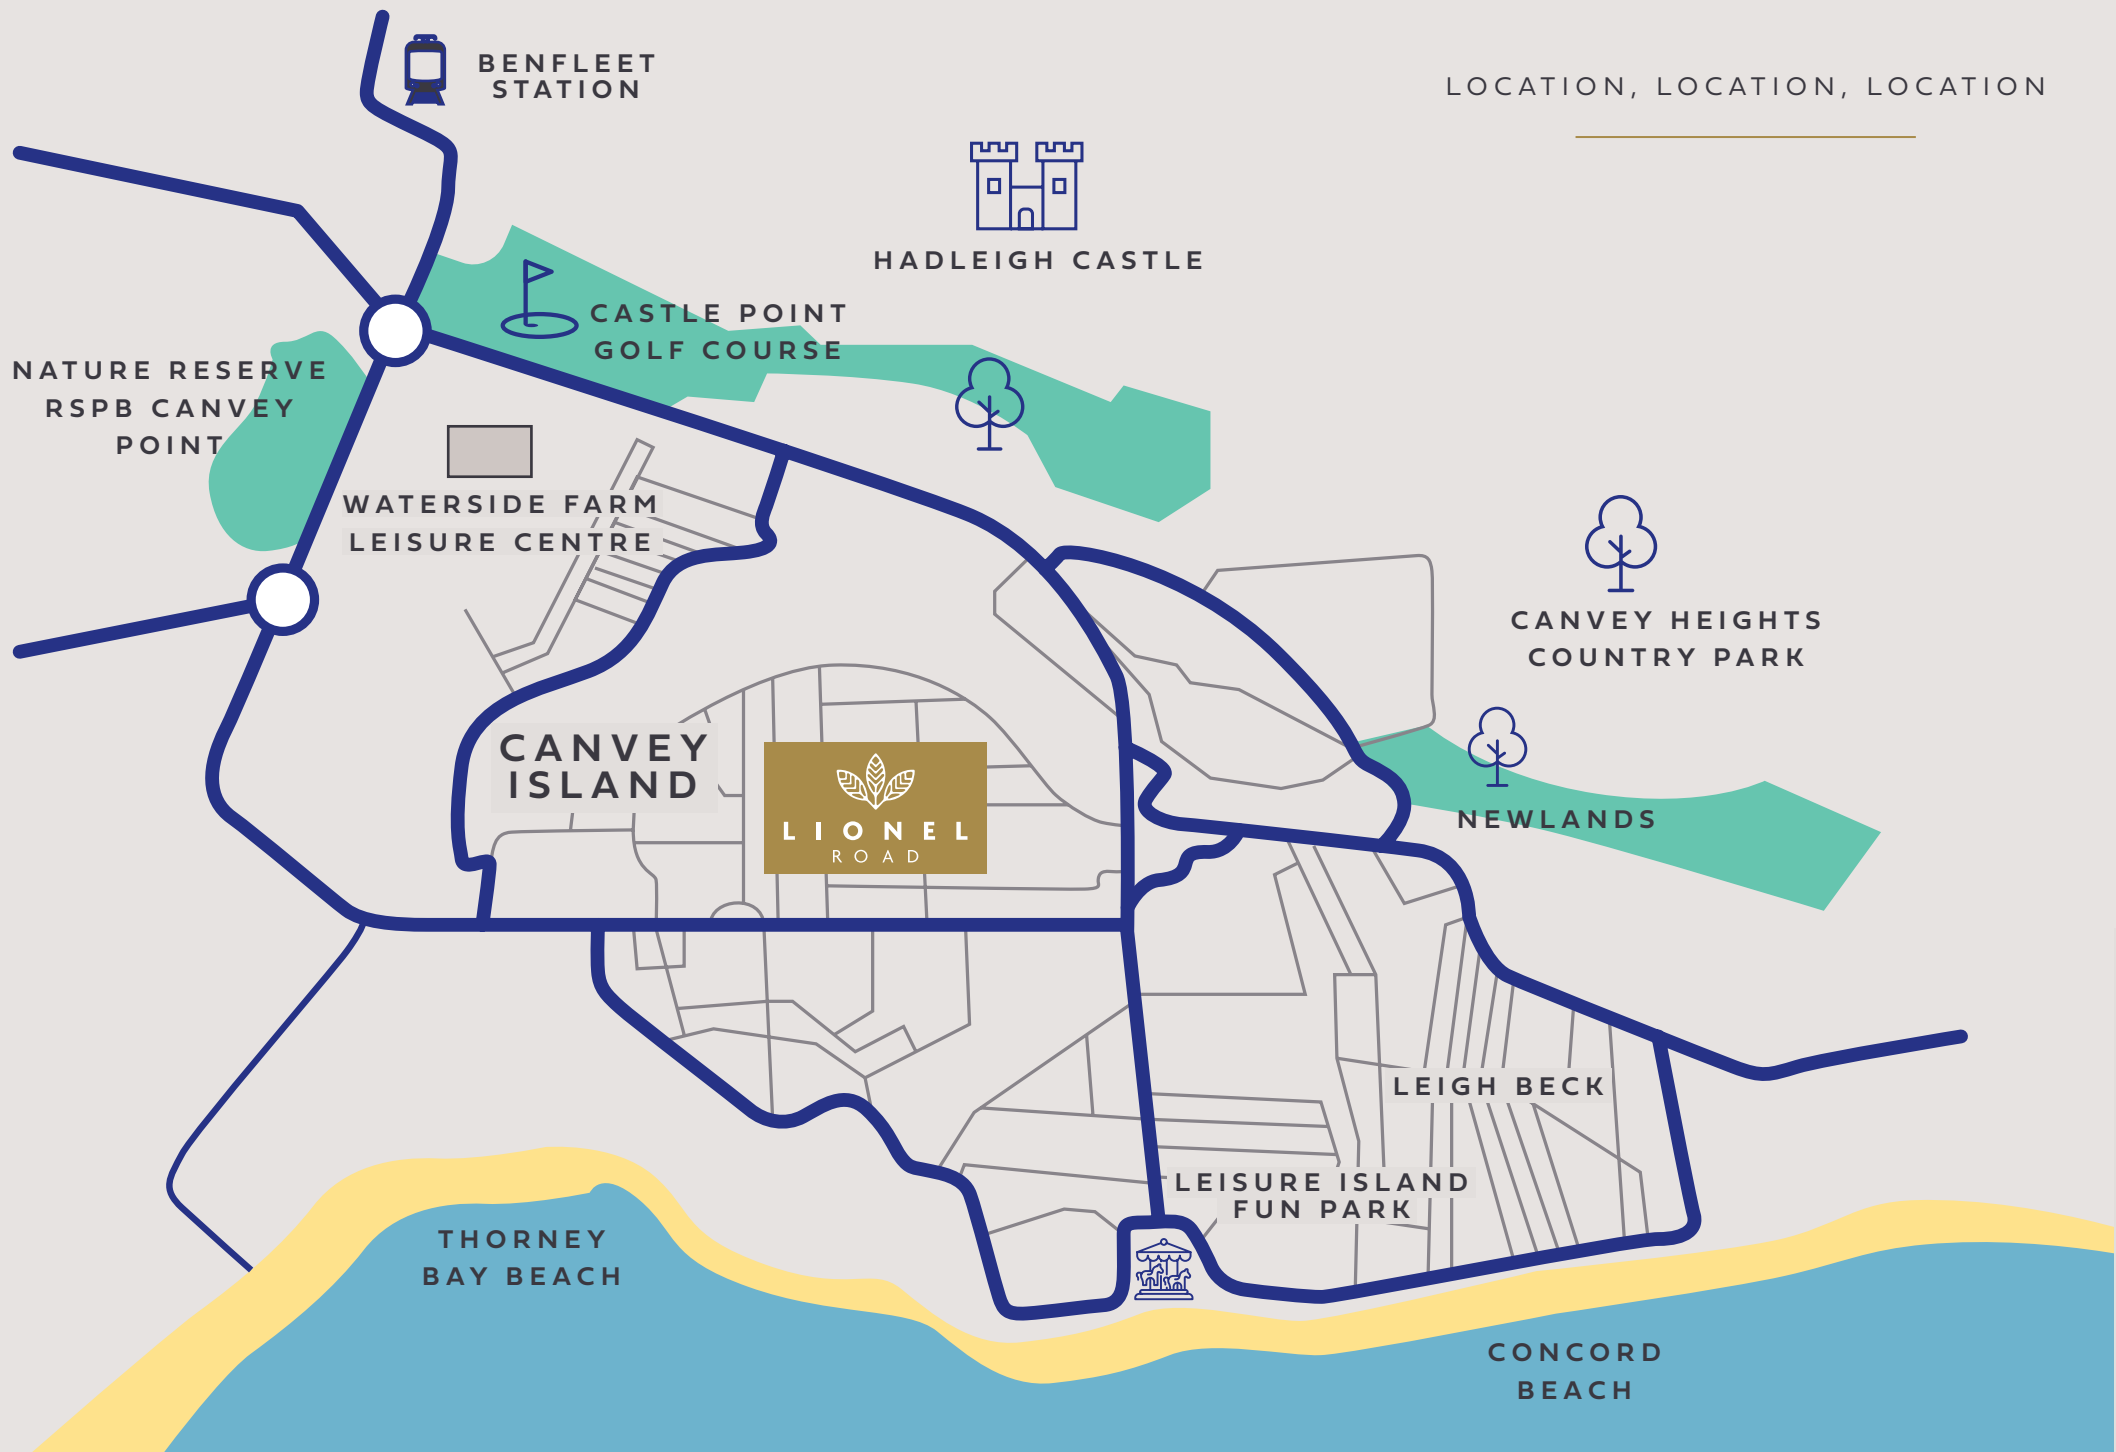 BENFLEET
STATION
LOCATION, LOCATION, LOCATION
HADLEIGH CASTLE
CASTLE POINT
GOLF COURSE
NATURE RESERVE
RSPB CANVEY
POINT
WATERSIDE FARM
LEISURE CENTRE
CANVEY HEIGHTS
COUNTRY PARK
CANVEY
ISLAND
LIONEL
ROAD
NEWLANDS
LEIGH BECK
LEISURE ISLAND
FUN PARK
THORNEY
BAY BEACH
CONCORD
BEACH